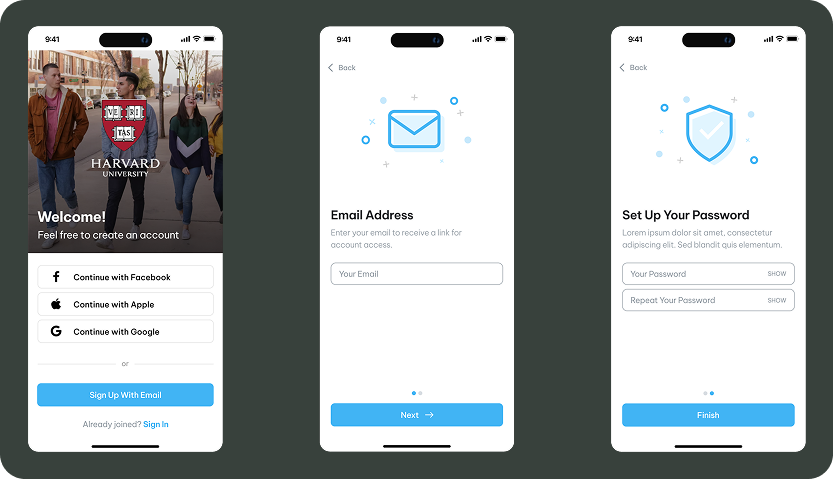 9:41
VE RI
TAS
HARVARD
UNIVERSITY
Welcome!
Feel free to create an account
Continue with Facebook
Continue with Apple
Continue with Google
or
Sign Up With Email
Already joined? Sign In
9:41
Back
Email Address
Enter your email to receive a link for
account access.
Your Email
Next
9:41
Back
Set Up Your Password
Lorem ipsum dolor sit amet, consectetur
adipiscing elit. Sed blandit quis elementum.
Your Password SHOW
Repeat Your Password SHOW
Finish